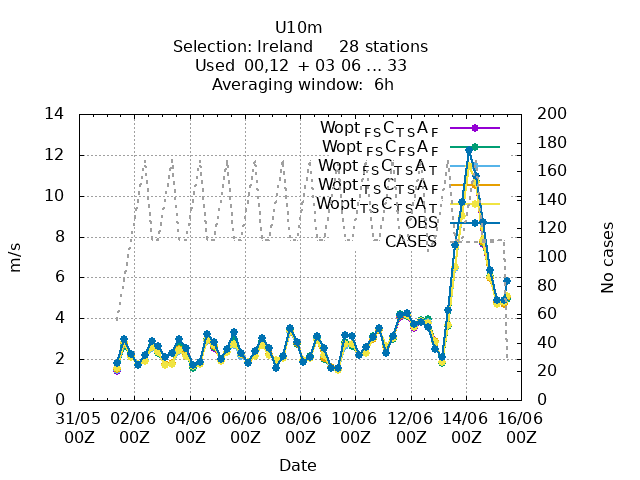 U10m
Selection: Ireland 28 stations
Used 00,12 + 03 06 ... 33
Averaging window: 6h
14 200
12 180
10 160
8 140
6 120
4 100
2 80
0 60
40
20
0
m/s
No cases
Wopt FS C TS A F
Wopt FS C FS A F
Wopt FS C TS A T
Wopt TS C TS A F
Wopt TS C TS A T
OBS
CASES
31/05 02/06 04/06 06/06 08/06 10/06 12/06 14/06 16/06
00Z 00Z 00Z 00Z 00Z 00Z 00Z 00Z 00Z
Date